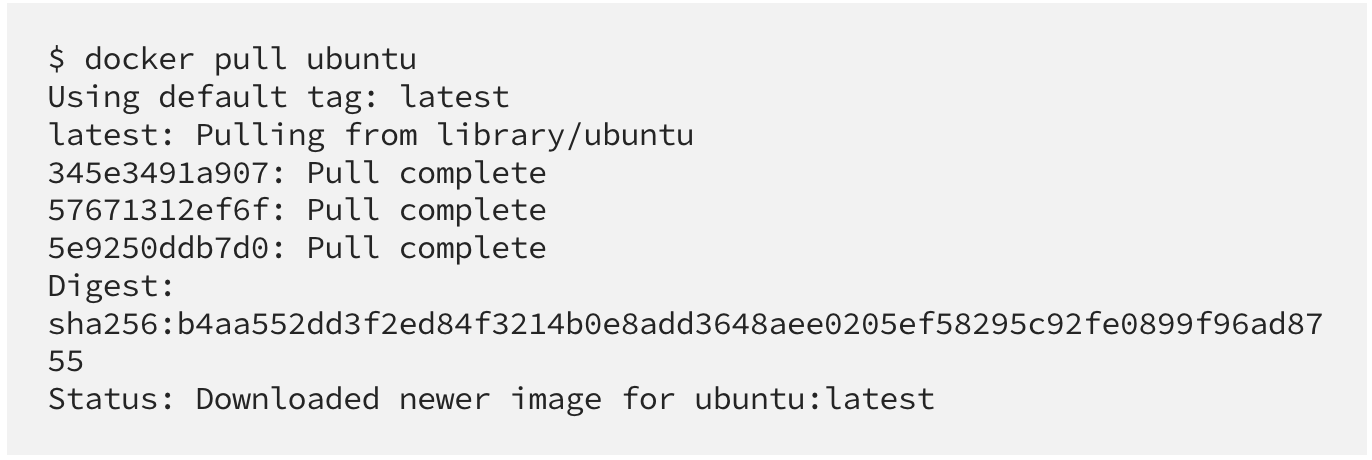 $ docker pull ubuntu
Using default tag: latest
latest: Pulling from library/ubuntu
345e3491a907: Pull complete
57671312ef6f: Pull complete
5e9250ddb7d0: Pull complete
Digest:
sha256:b4aa552dd3f2ed84f3214b0e8add3648aee0205ef58295c92fe0899f96ad87
55
Status: Downloaded newer image for ubuntu:latest